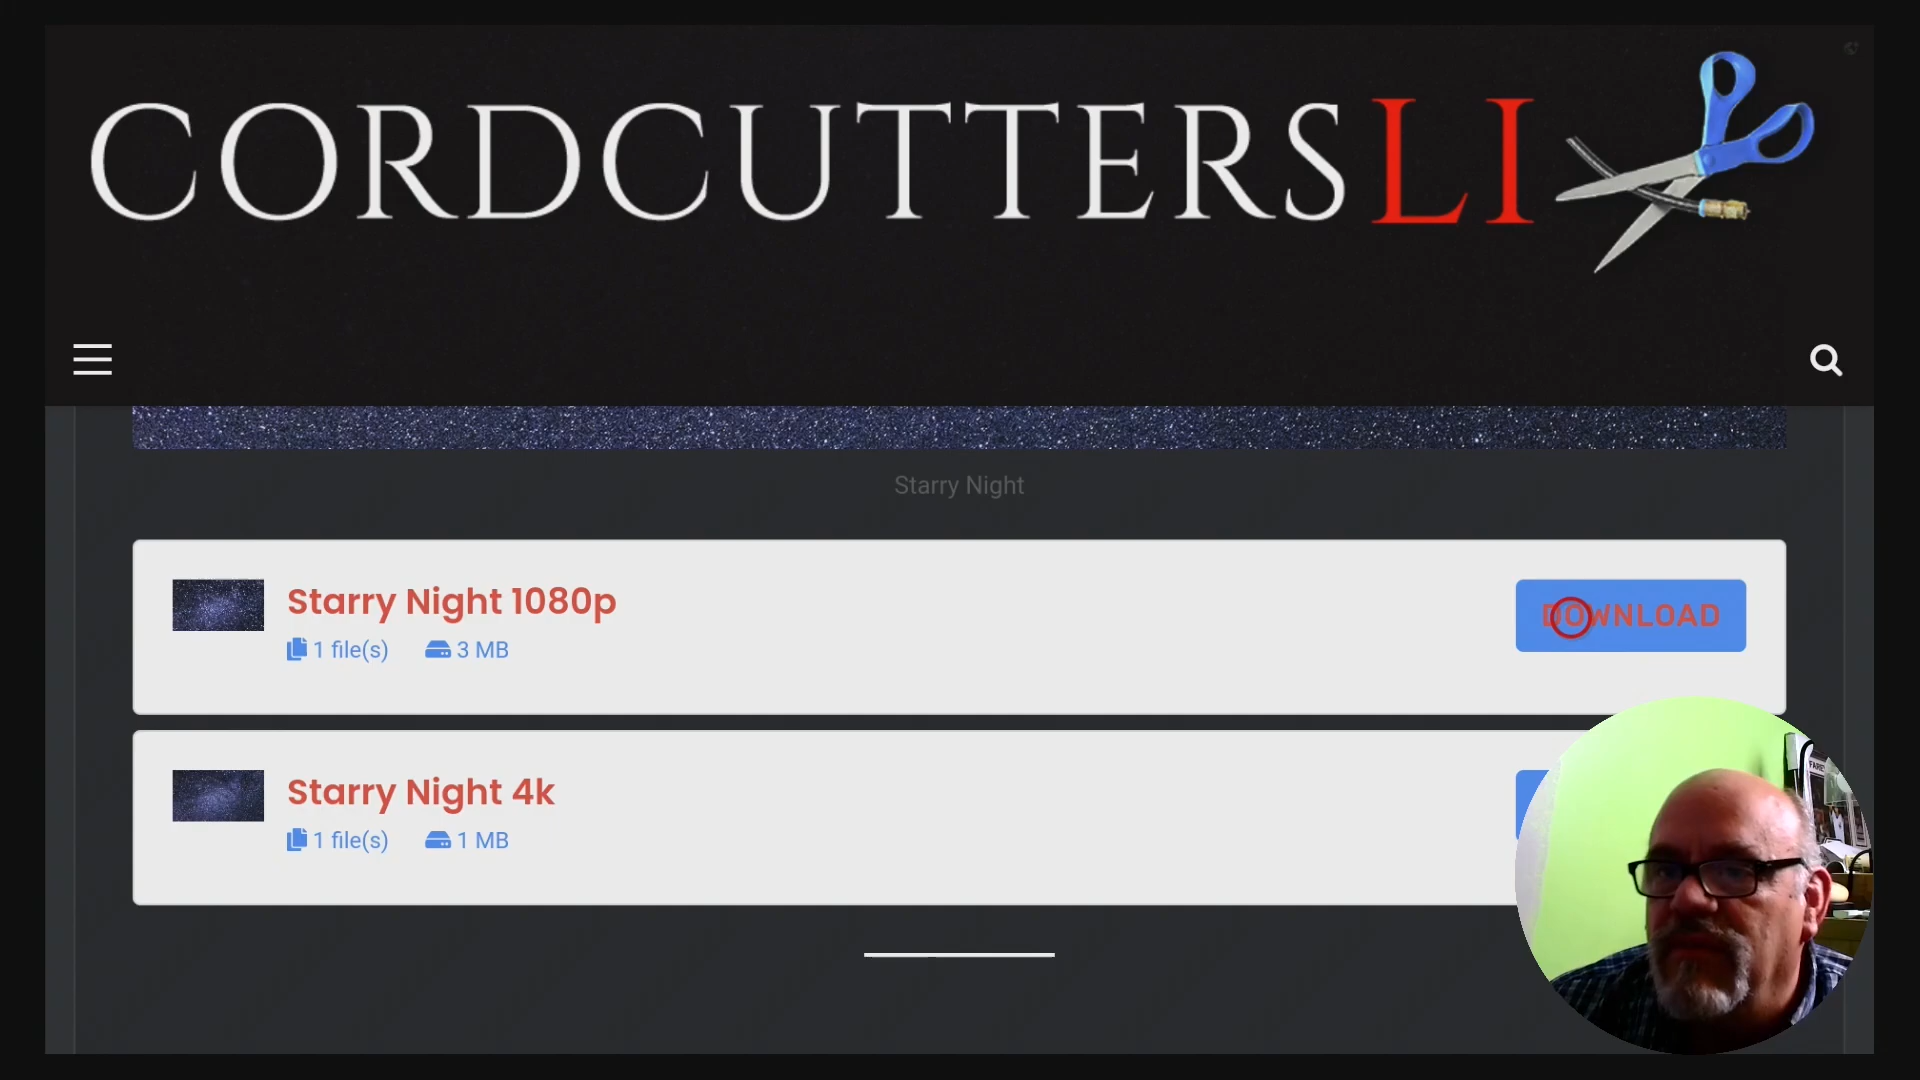 CORDCUTTERSLI
Starry Night
Starry Night 1080p
1 file(s) 3 MB
DOWNLOAD
Starry Night 4k
1 file(s) 1 MB